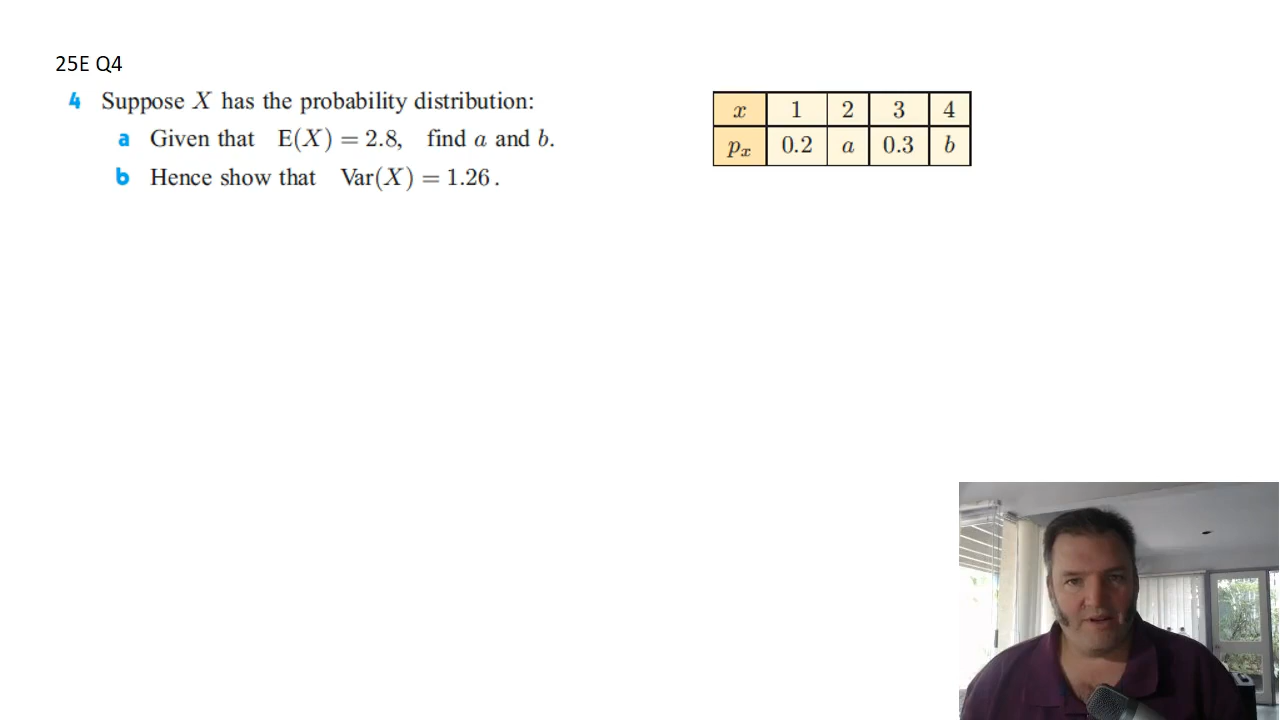 25E Q4
4 Suppose X has the probability distribution:
a Given that E(X) = 2.8, find a and b.
b Hence show that Var(X) = 1.26.
x 1 2 3 4
pₓ 0.2 a 0.3 b